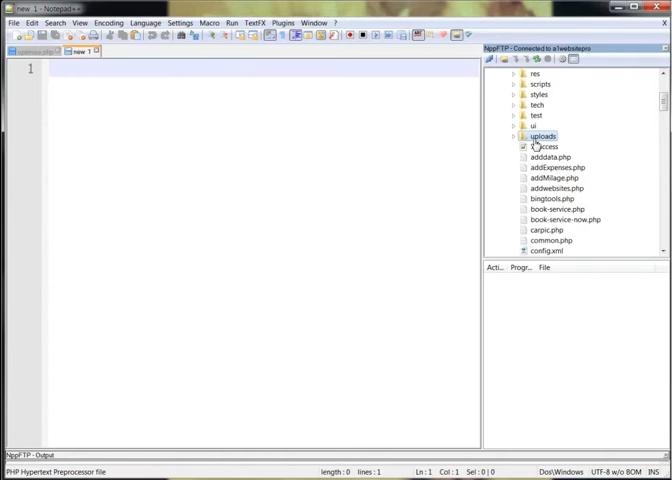 new 1 - Notepad++
File Edit Search View Encoding Language Settings Macro Run TextFX Plugins Window ?
X
new 1
1
NppFTP - Connected to a1websitepro
res
scripts
styles
tech
test
ui
uploads
adddata.php
addExpenses.php
addMilage.php
addwebsites.php
bingtools.php
book-service.php
book-service-now.php
carpic.php
common.php
config.xml
Acti... Progr... File
NppFTP - Output
PHP Hypertext Preprocessor file length : 0 lines : 1 Ln : 1 Col : 1 Sel : 0 | 0 Dos\Windows UTF-8 w/o BOM INS